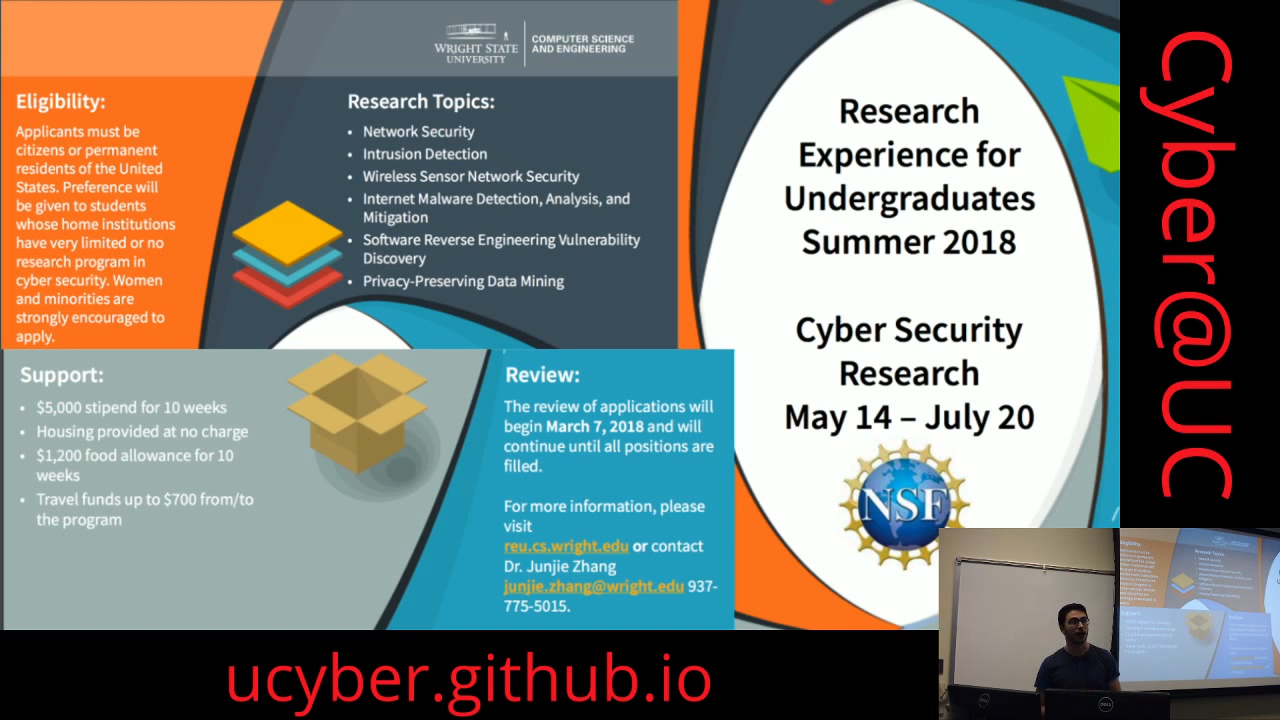 WRIGHT STATE
UNIVERSITY
COMPUTER SCIENCE
AND ENGINEERING
Eligibility:
Applicants must be
citizens or permanent
residents of the United
States. Preference will
be given to students
whose home institutions
have very limited or no
research program in
cyber security. Women
and minorities are
strongly encouraged to
apply.
Research Topics:
• Network Security
• Intrusion Detection
• Wireless Sensor Network Security
• Internet Malware Detection, Analysis, and
Mitigation
• Software Reverse Engineering Vulnerability
Discovery
• Privacy-Preserving Data Mining
Support:
• $5,000 stipend for 10 weeks
• Housing provided at no charge
• $1,200 food allowance for 10
weeks
• Travel funds up to $700 from/to
the program
Review:
The review of applications will
begin March 7, 2018 and will
continue until all positions are
filled.
For more information, please
visit
reu.cs.wright.edu or contact
Dr. Junjie Zhang
junjie.zhang@wright.edu 937-
775-5015.
Research
Experience for
Undergraduates
Summer 2018
Cyber Security
Research
May 14 – July 20
NSF
Cyber@UC
ucyber.github.io